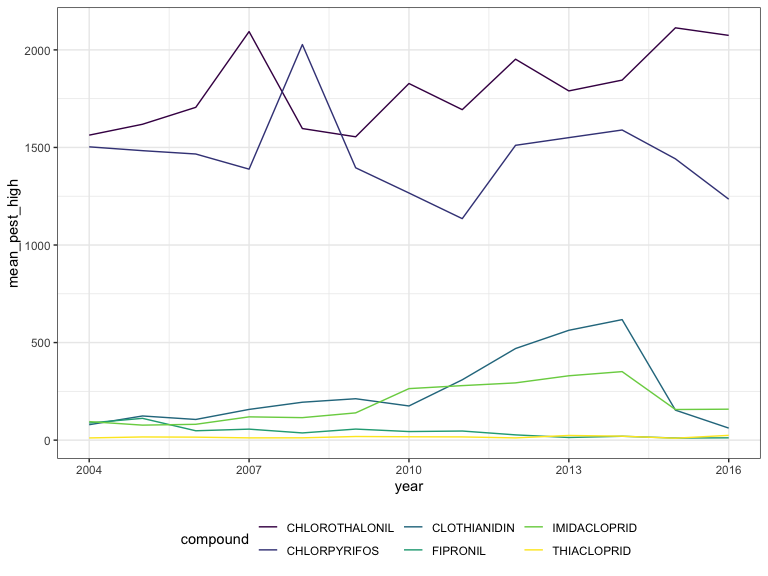 2000
1500
1000
500
0
mean_pest_high
2004 2007 2010 2013 2016
year
compound
CHLOROTHALONIL CLOTHIANIDIN IMIDACLOPRID
CHLORPYRIFOS FIPRONIL THIACLOPRID